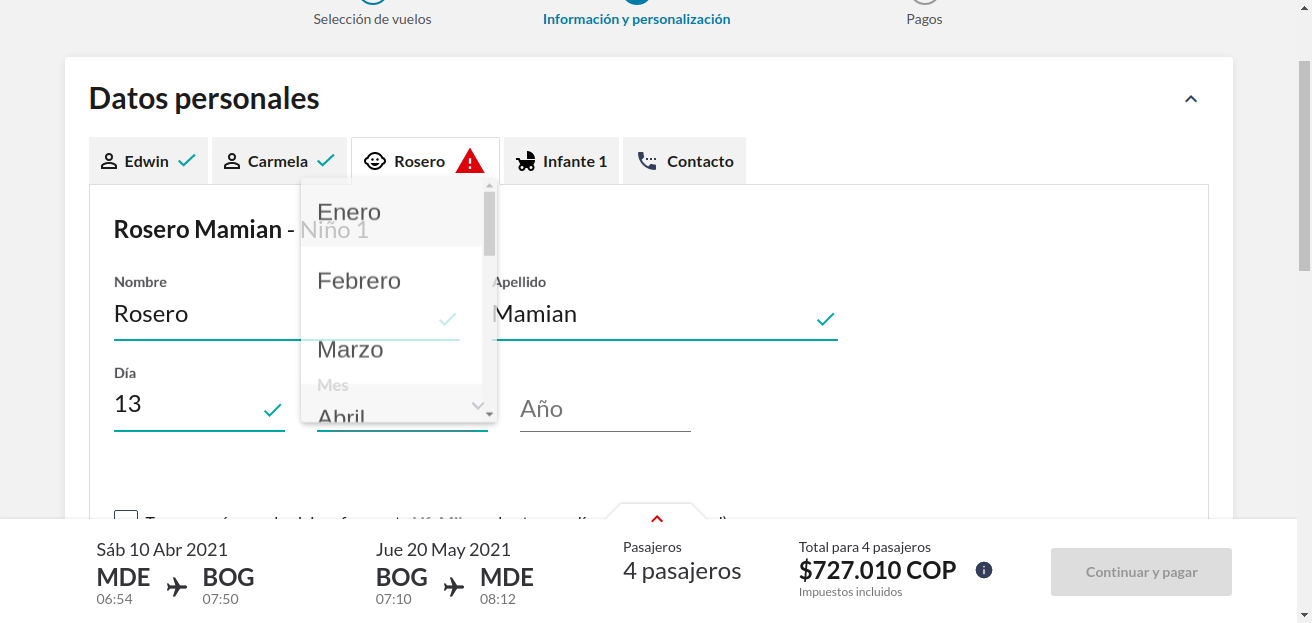 Selección de vuelos
Información y personalización
Pagos
Datos personales
Edwin
Carmela
Rosero
Infante 1
Contacto
Rosero Mamian - Niño 1
Enero
Febrero
Marzo
Abril
Nombre
Rosero
Apellido
Mamian
Día
13
Mes
Año
Sáb 10 Abr 2021
MDE BOG
06:54 07:50
Jue 20 May 2021
BOG MDE
07:10 08:12
Pasajeros
4 pasajeros
Total para 4 pasajeros
$727.010 COP
Impuestos incluidos
Continuar y pagar